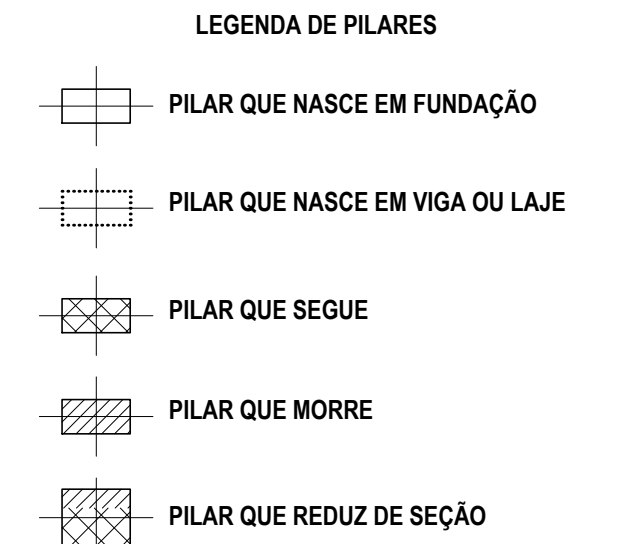 LEGENDA DE PILARES
PILAR QUE NASCE EM FUNDAÇÃO
PILAR QUE NASCE EM VIGA OU LAJE
PILAR QUE SEGUE
PILAR QUE MORRE
PILAR QUE REDUZ DE SEÇÃO